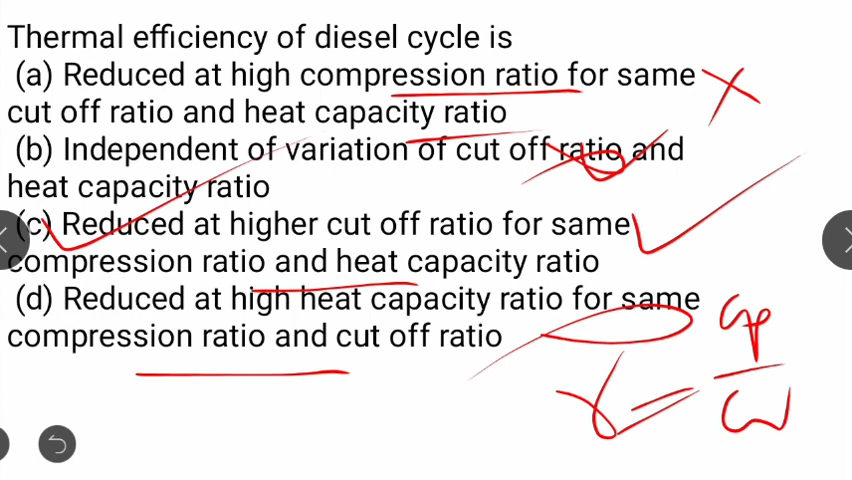 Thermal efficiency of diesel cycle is
(a) Reduced at high compression ratio for same
cut off ratio and heat capacity ratio
(b) Independent of variation of cut off ratio and
heat capacity ratio
(c) Reduced at higher cut off ratio for same
compression ratio and heat capacity ratio
(d) Reduced at high heat capacity ratio for same
compression ratio and cut off ratio
γ = Cp
Cv